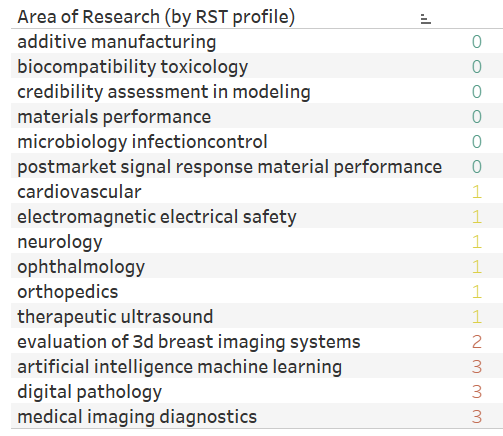 Area of Research (by RST profile)
additive manufacturing 0
biocompatibility toxicology 0
credibility assessment in modeling 0
materials performance 0
microbiology infectioncontrol 0
postmarket signal response material performance 0
cardiovascular 1
electromagnetic electrical safety 1
neurology 1
ophthalmology 1
orthopedics 1
therapeutic ultrasound 1
evaluation of 3d breast imaging systems 2
artificial intelligence machine learning 3
digital pathology 3
medical imaging diagnostics 3